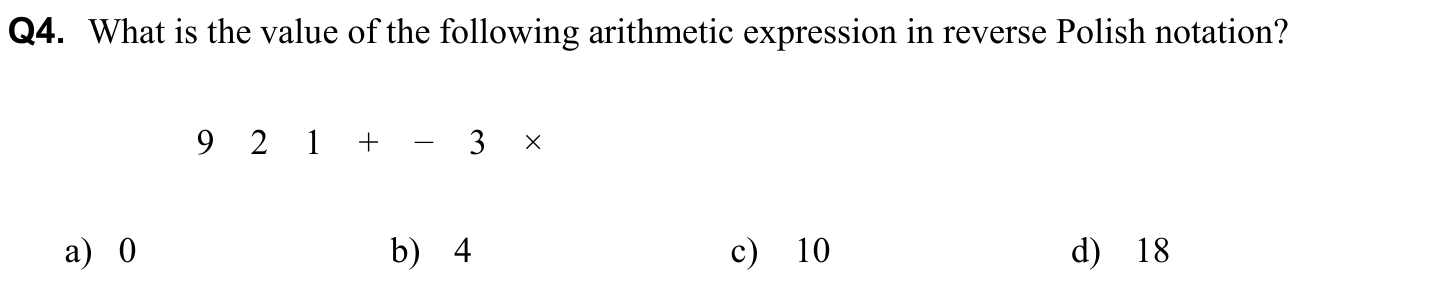 Q4. What is the value of the following arithmetic expression in reverse Polish notation?
9 2 1 + − 3 ×
a) 0 b) 4 c) 10 d) 18